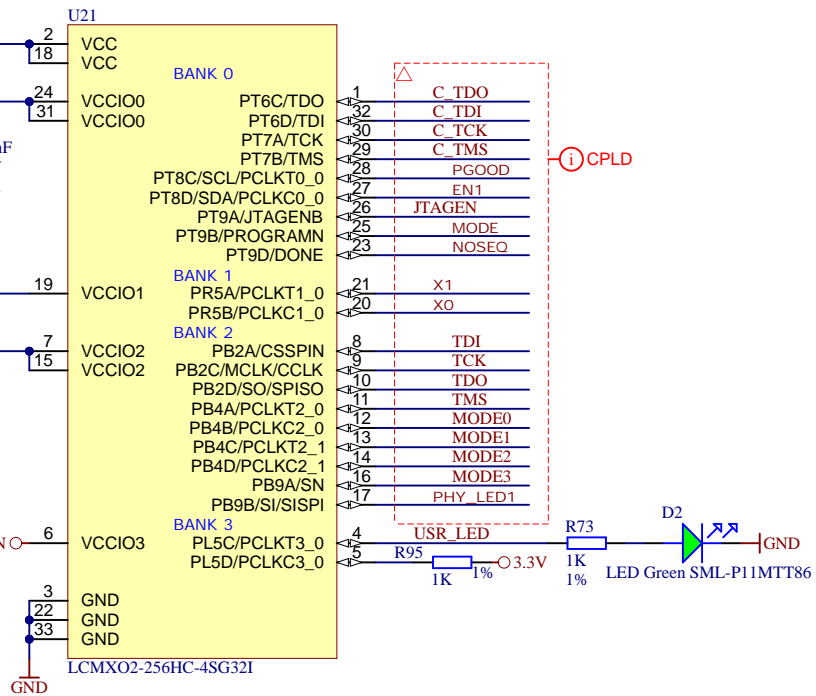 U21
2 VCC
18 VCC
BANK 0
24 VCCIO0 PT6C/TDO 1 C_TDO
31 VCCIO0 PT6D/TDI 32 C_TDI
PT7A/TCK 30 C_TCK
PT7B/TMS 29 C_TMS
i CPLD
PT8C/SCL/PCLKT0_0 28 PGOOD
PT8D/SDA/PCLKC0_0 27 EN1
PT9A/JTAGENB 26 JTAGEN
PT9B/PROGRAMN 25 MODE
PT9D/DONE 23 NOSEQ
BANK 1
19 VCCIO1 PR5A/PCLKT1_0 21 X1
PR5B/PCLKC1_0 20 X0
BANK 2
7 VCCIO2 PB2A/CSSPIN 8 TDI
15 VCCIO2 PB2C/MCLK/CCLK 9 TCK
PB2D/SO/SPISO 10 TDO
PB4A/PCLKT2_0 11 TMS
PB4B/PCLKC2_0 12 MODE0
PB4C/PCLKT2_1 13 MODE1
PB4D/PCLKC2_1 14 MODE2
PB9A/SN 16 MODE3
PB9B/SI/SISPI 17 PHY_LED1
BANK 3
N 6 VCCIO3 PL5C/PCLKT3_0 4 USR_LED R73 D2 GND
1K
1%
LED Green SML-P11MTT86
PL5D/PCLKC3_0 5 R95 1% 3.3V
1K
3 GND
22 GND
33 GND
LCMXO2-256HC-4SG32I
GND